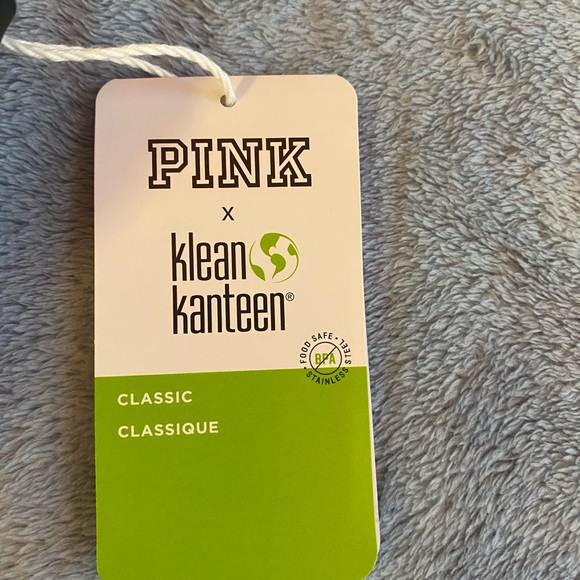 PINK
x
klean
kanteen®
• FOOD SAFE •
STAINLESS STEEL
BPA
CLASSIC
CLASSIQUE